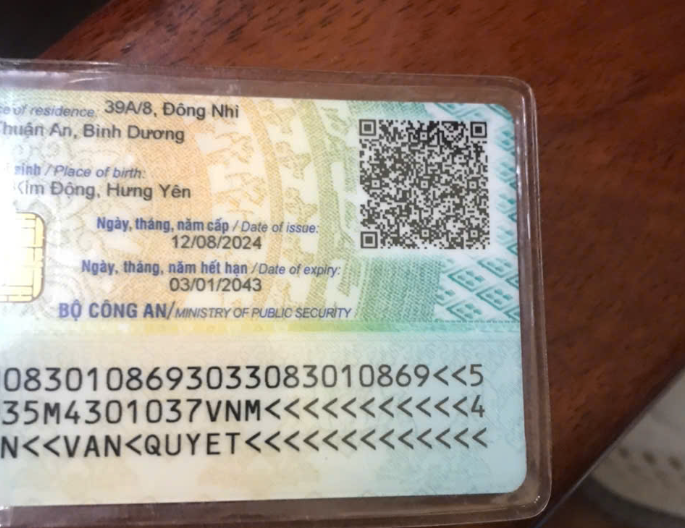 ce of residence: 39A/8, Đông Nhì
Thuận An, Bình Dương
sinh / Place of birth:
Kim Động, Hưng Yên
Ngày, tháng, năm cấp / Date of issue:
12/08/2024
Ngày, tháng, năm hết hạn / Date of expiry:
03/01/2043
BỘ CÔNG AN/MINISTRY OF PUBLIC SECURITY
0830108693033083010869<<5
35M4301037VNM<<<<<<<<<<<4
N<<VAN<QUYET<<<<<<<<<<<<<